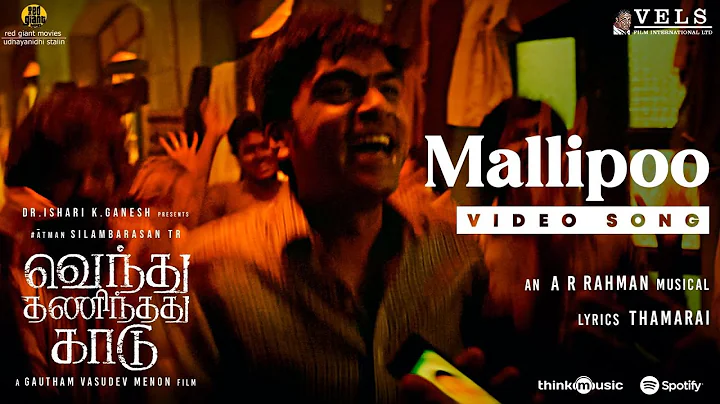 red giant movies
udhayanidhi stalin
VELS
FILM INTERNATIONAL LTD
Mallipoo
VIDEO SONG
DR.ISHARI K.GANESH PRESENTS
#ĀTMAN SILAMBARASAN TR
வெந்து
தணிந்தது
காடு
A GAUTHAM VASUDEV MENON FILM
AN A R RAHMAN MUSICAL
LYRICS THAMARAI
think music
Spotify